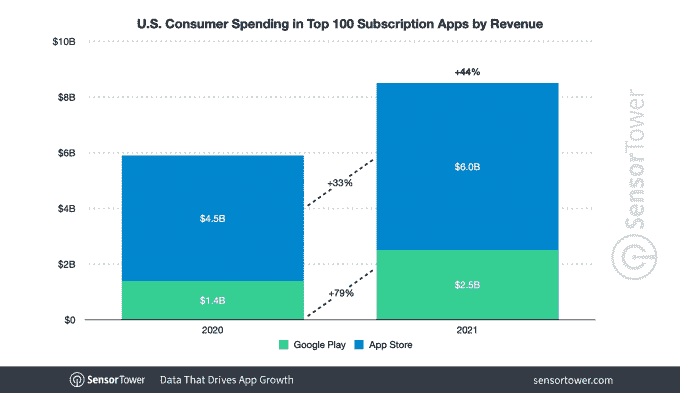 U.S. Consumer Spending in Top 100 Subscription Apps by Revenue
$10B
+44%
$8B
$6B
$6.0B
+33%
$4.5B
$4B
$2B
+79%
$2.5B
$1.4B
$0
2020
2021
Google Play
App Store
© SensorTower
SensorTower
Data That Drives App Growth
sensortower.com